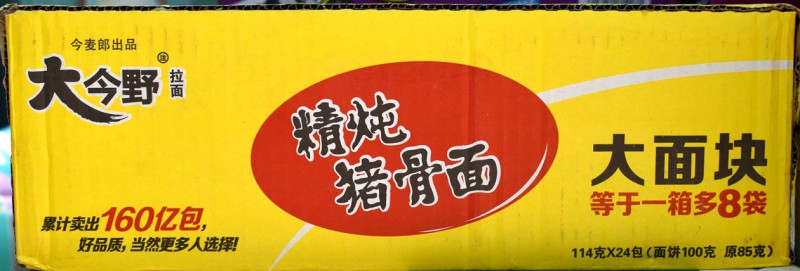 今麦郎出品
大今野
注
拉面
精炖
猪骨面
大面块
等于一箱多8袋
累计卖出160亿包，
好品质，当然更多人选择！
114克X24包（面饼100克 原85克）